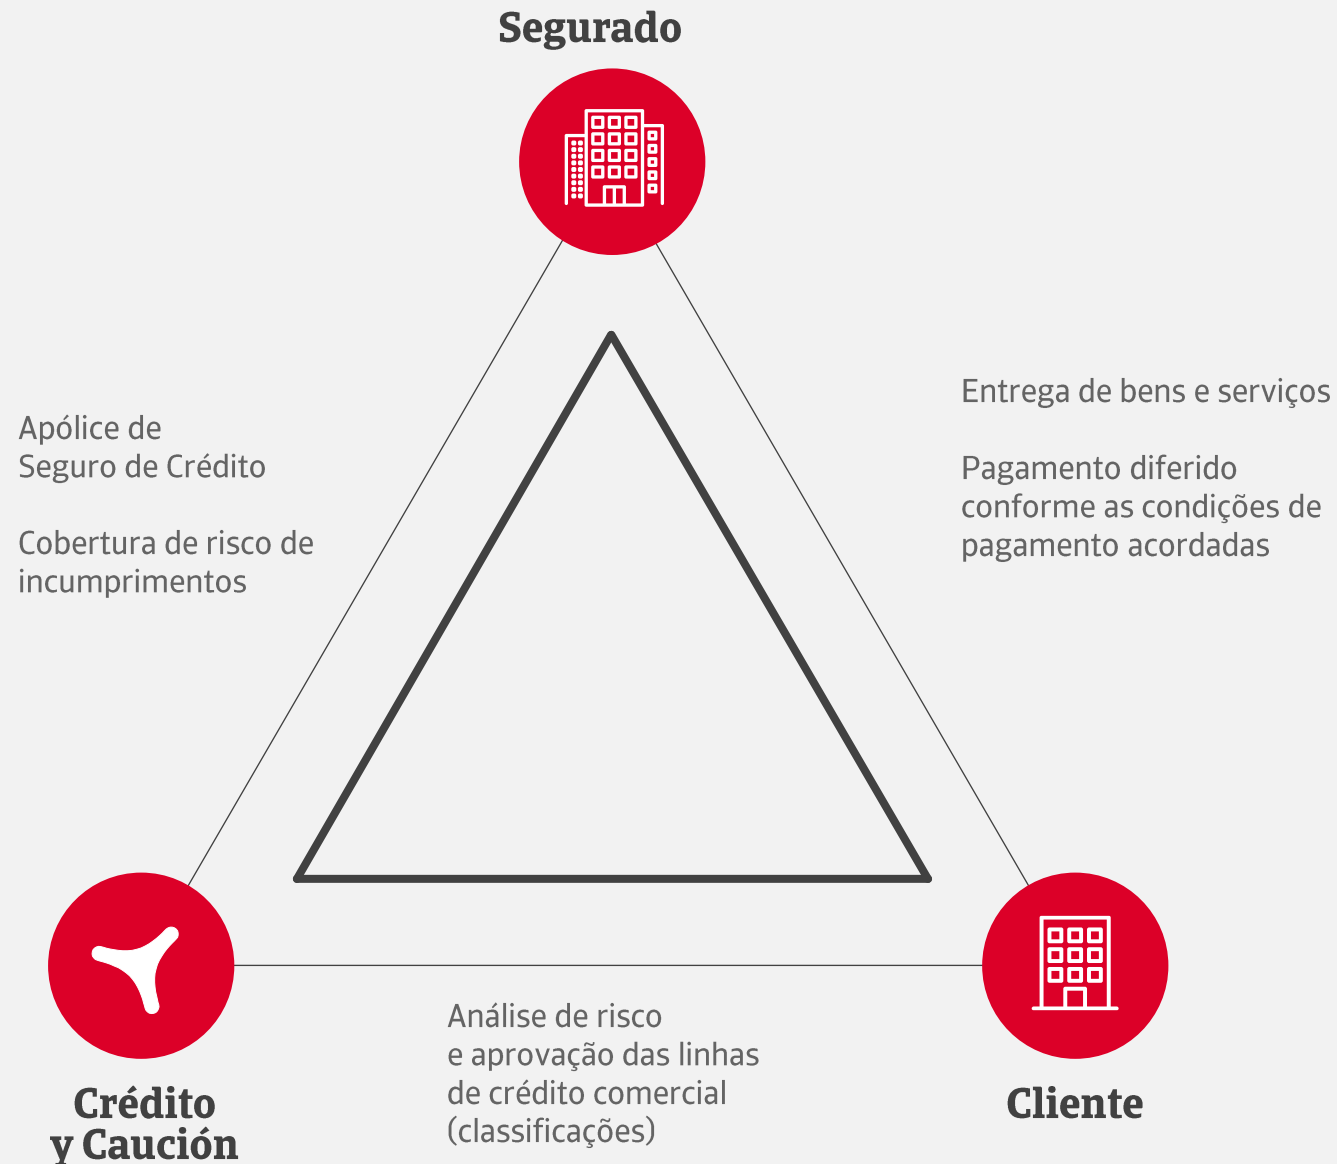 Segurado
Apólice de
Seguro de Crédito
Cobertura de risco de
incumprimentos
Entrega de bens e serviços
Pagamento diferido
conforme as condições de
pagamento acordadas
Análise de risco
e aprovação das linhas
de crédito comercial
(classificações)
Crédito
y Caución
Cliente